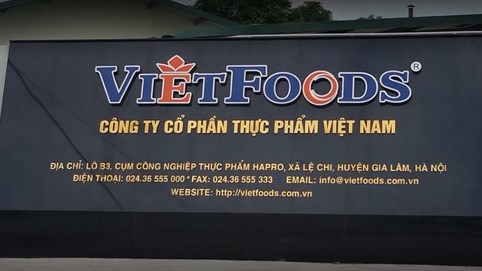 VIETFOODS ®
CÔNG TY CỔ PHẦN THỰC PHẨM VIỆT NAM
ĐỊA CHỈ: LÔ B3, CỤM CÔNG NGHIỆP THỰC PHẨM HAPRO, XÃ LỆ CHI, HUYỆN GIA LÂM, HÀ NỘI
ĐIỆN THOẠI: 024.36 555 000 * FAX: 024.36 555 333 EMAIL: info@vietfoods.com.vn
WEBSITE: http://vietfoods.com.vn